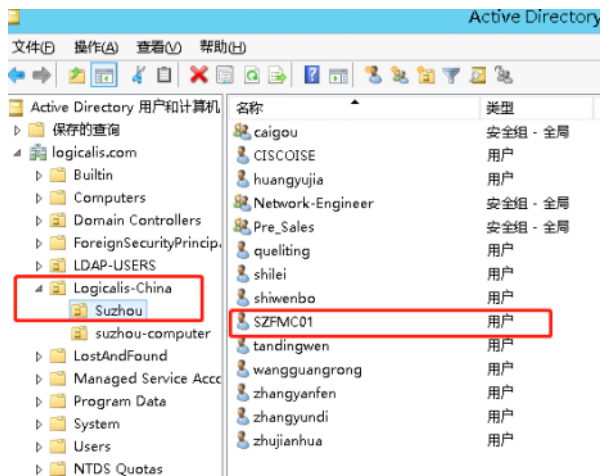 Active Directory
文件(F) 操作(A) 查看(V) 帮助(H)
Active Directory 用户和计算机
保存的查询
logicalis.com
Builtin
Computers
Domain Controllers
ForeignSecurityPrincip
LDAP-USERS
Logicalis-China
Suzhou
suzhou-computer
LostAndFound
Managed Service Acc
Program Data
System
Users
NTDS Quotas
名称 类型
caigou 安全组 - 全局
CISCOISE 用户
huangyujia 用户
Network-Engineer 安全组 - 全局
Pre_Sales 安全组 - 全局
queliting 用户
shilei 用户
shiwenbo 用户
SZFMC01 用户
tandingwen 用户
wangguangrong 用户
zhangyanfen 用户
zhangyundi 用户
zhujianhua 用户